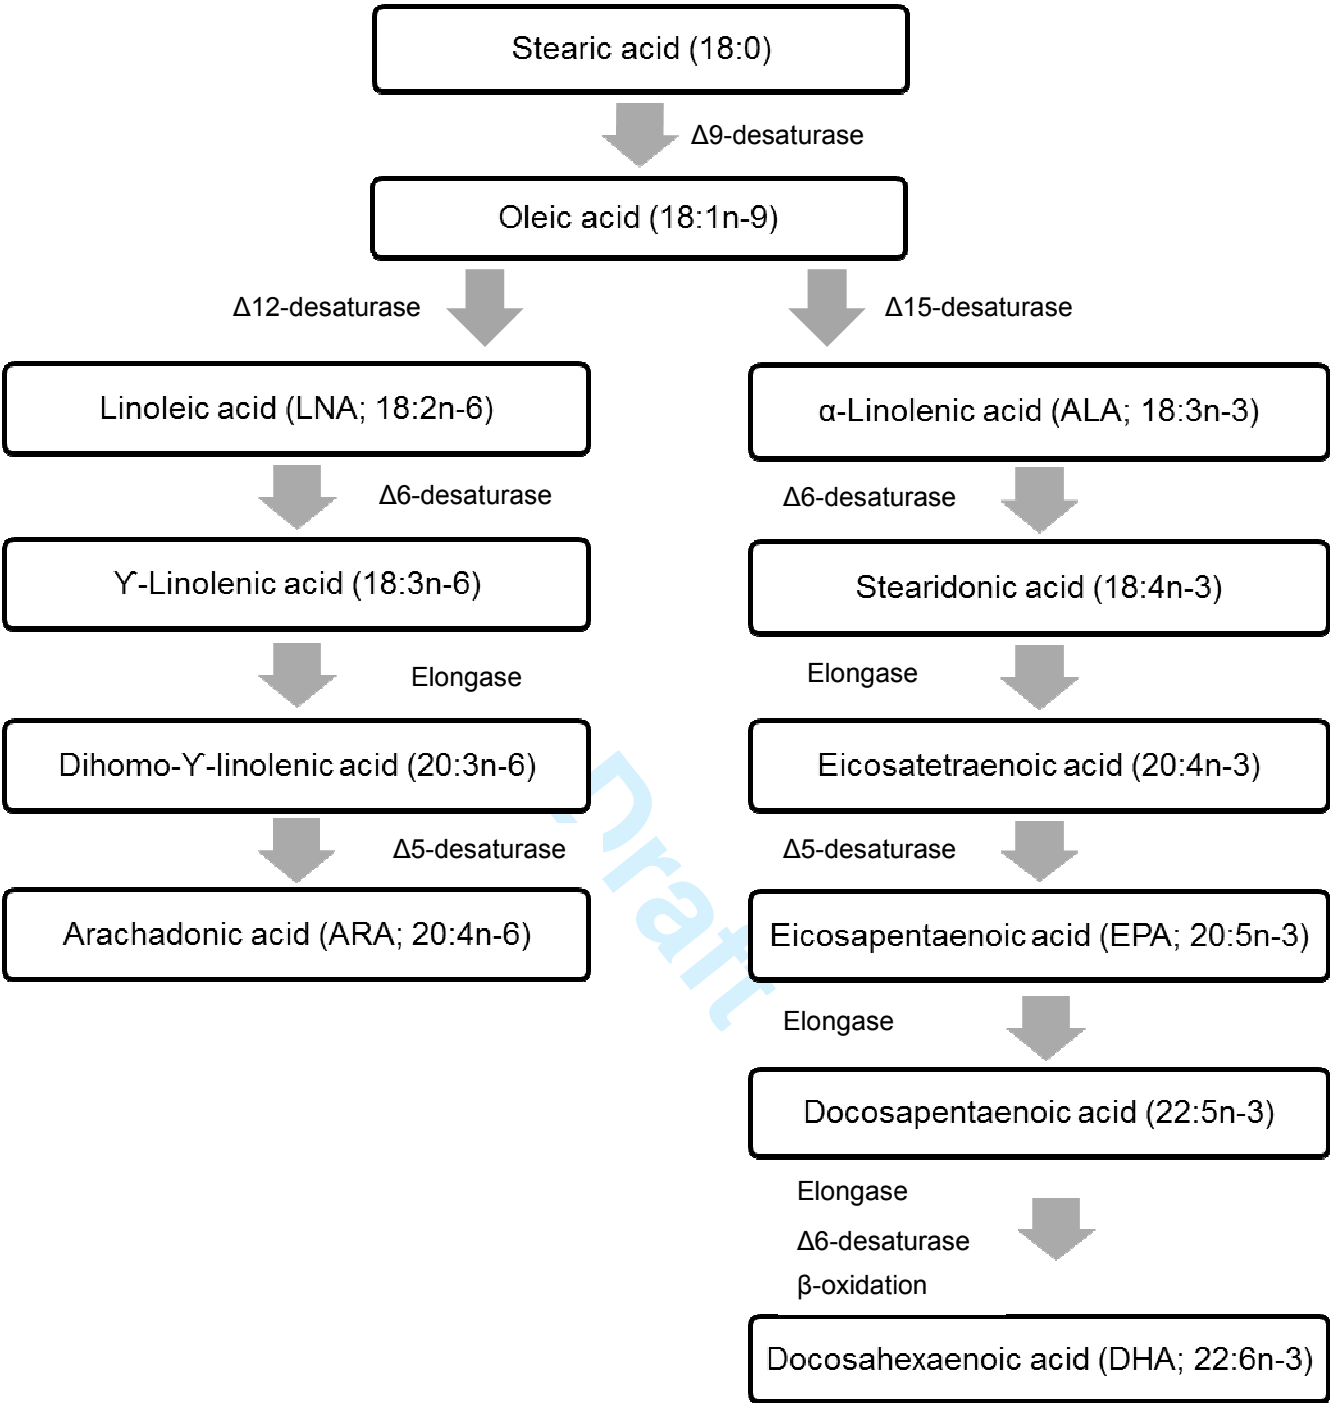 Stearic acid (18:0)
Δ9-desaturase
Oleic acid (18:1n-9)
Δ12-desaturase
Δ15-desaturase
Linoleic acid (LNA; 18:2n-6)
α-Linolenic acid (ALA; 18:3n-3)
Δ6-desaturase
Δ6-desaturase
ϒ-Linolenic acid (18:3n-6)
Stearidonic acid (18:4n-3)
Elongase
Elongase
Dihomo-ϒ-linolenic acid (20:3n-6)
Eicosatetraenoic acid (20:4n-3)
Δ5-desaturase
Δ5-desaturase
Arachadonic acid (ARA; 20:4n-6)
Eicosapentaenoic acid (EPA; 20:5n-3)
Draft
Elongase
Docosapentaenoic acid (22:5n-3)
Elongase
Δ6-desaturase
β-oxidation
Docosahexaenoic acid (DHA; 22:6n-3)